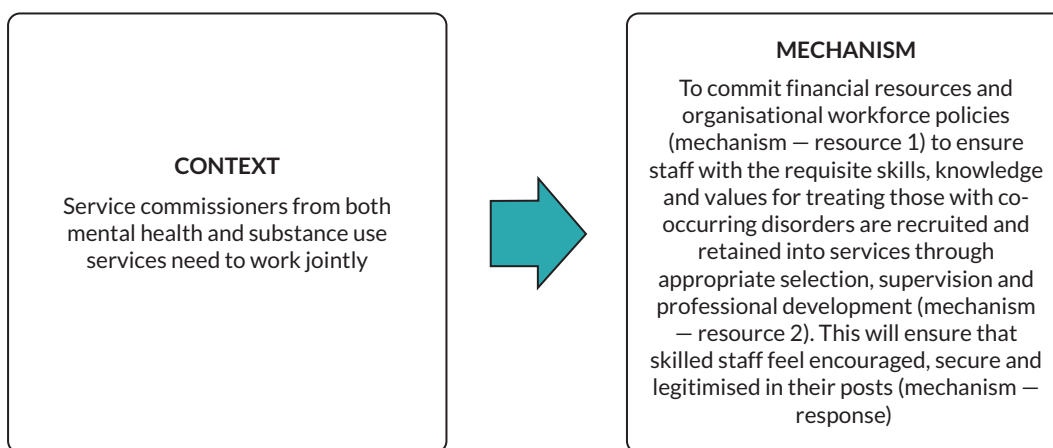 CONTEXT
Service commissioners from both
mental health and substance use
services need to work jointly
MECHANISM
To commit financial resources and
organisational workforce policies
(mechanism — resource 1) to ensure
staff with the requisite skills, knowledge
and values for treating those with co-
occurring disorders are recruited and
retained into services through
appropriate selection, supervision and
professional development (mechanism
— resource 2). This will ensure that
skilled staff feel encouraged, secure and
legitimised in their posts (mechanism —
response)